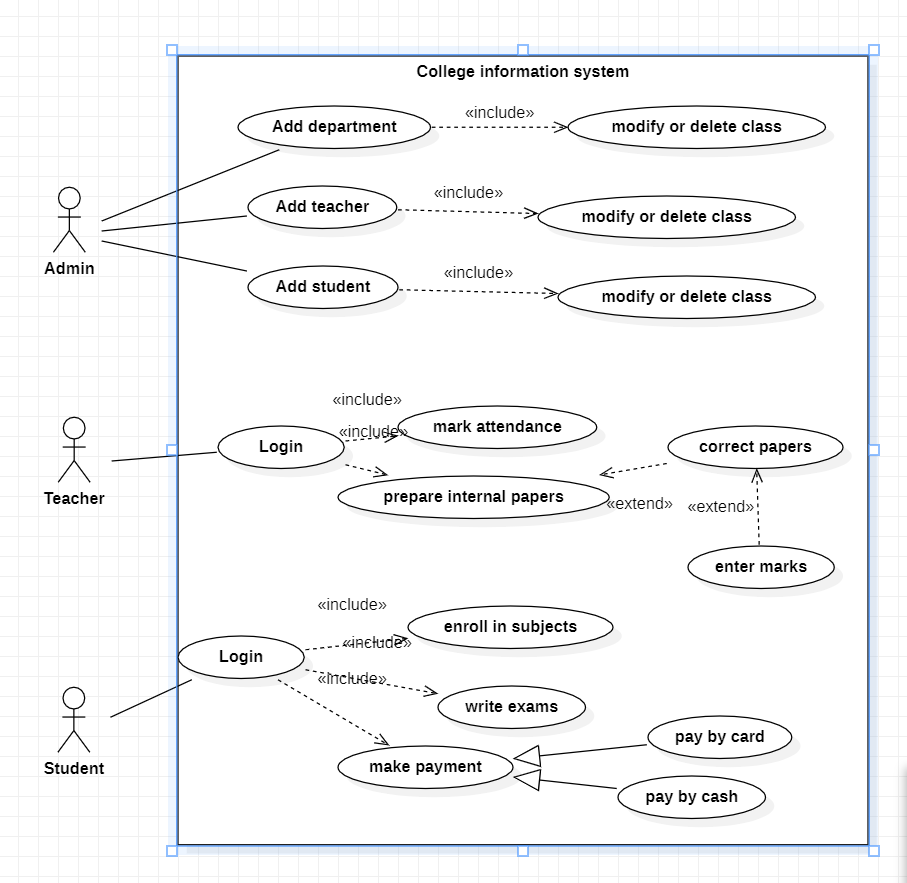 College information system
Add department
«include»
modify or delete class
Add teacher
«include»
modify or delete class
Admin
Add student
«include»
modify or delete class
«include»
mark attendance
«include»
Login
correct papers
Teacher
prepare internal papers
«extend»
«extend»
enter marks
«include»
enroll in subjects
«include»
Login
«include»
write exams
Student
make payment
pay by card
pay by cash